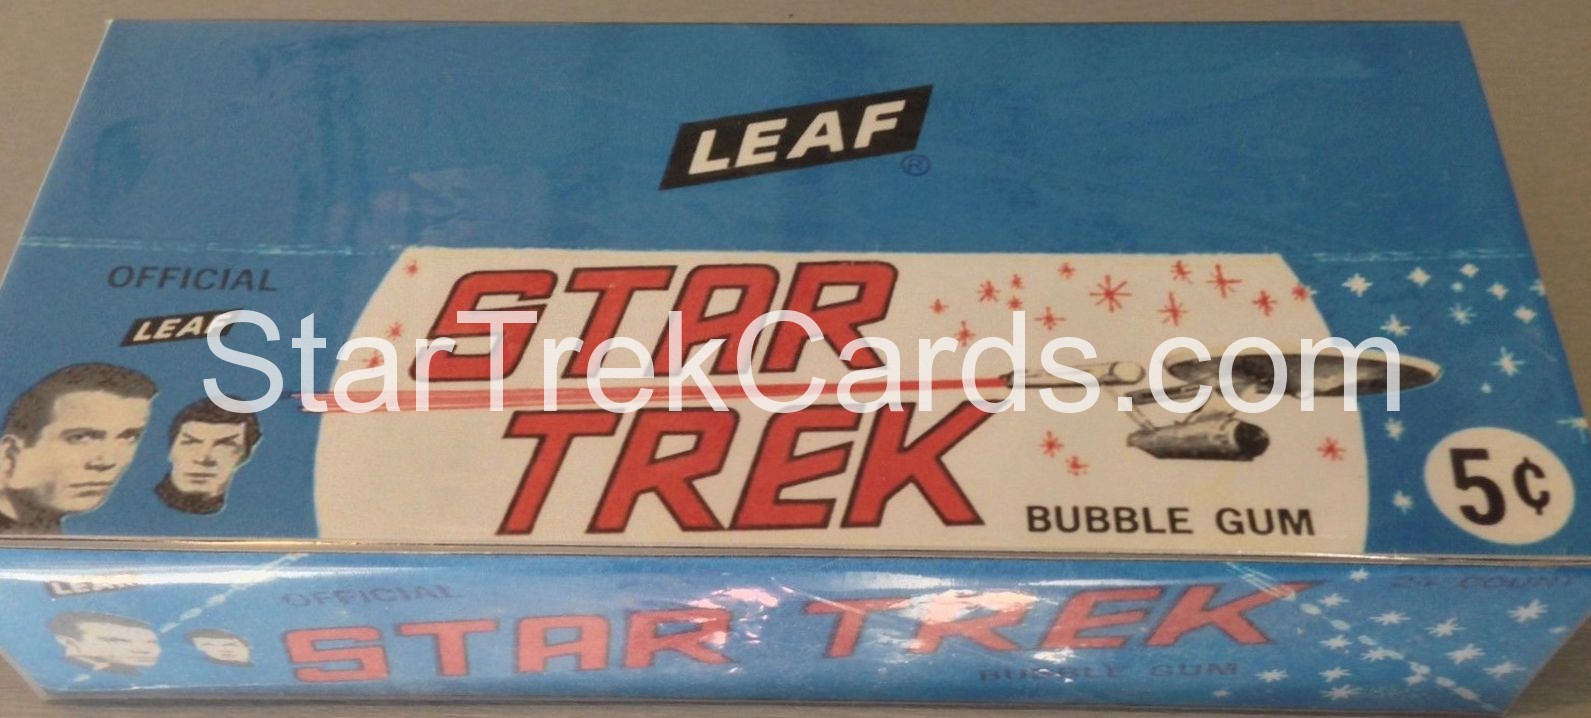 LEAF
®
OFFICIAL
LEAF
STAR
TREK
BUBBLE GUM
5¢
StarTrekCards.com
LEAF
OFFICIAL
STAR TREK
BUBBLE GUM
24 COUNT